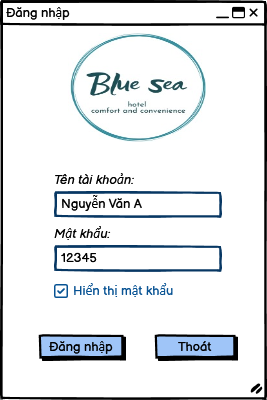 Đăng nhập
Blue sea
hotel
comfort and convenience
Tên tài khoản:
Nguyễn Văn A
Mật khẩu:
12345
Hiển thị mật khẩu
Đăng nhập
Thoát